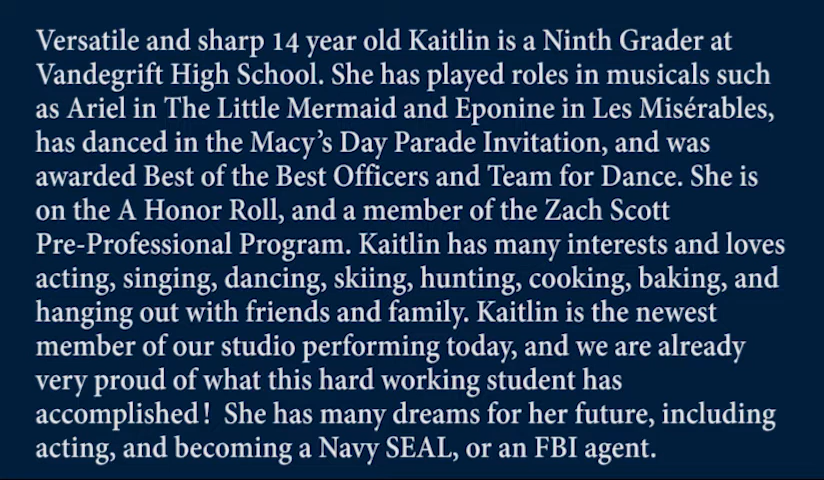 Versatile and sharp 14 year old Kaitlin is a Ninth Grader at
Vandegrift High School. She has played roles in musicals such
as Ariel in The Little Mermaid and Eponine in Les Misérables,
has danced in the Macy’s Day Parade Invitation, and was
awarded Best of the Best Officers and Team for Dance. She is
on the A Honor Roll, and a member of the Zach Scott
Pre-Professional Program. Kaitlin has many interests and loves
acting, singing, dancing, skiing, hunting, cooking, baking, and
hanging out with friends and family. Kaitlin is the newest
member of our studio performing today, and we are already
very proud of what this hard working student has
accomplished!  She has many dreams for her future, including
acting, and becoming a Navy SEAL, or an FBI agent.